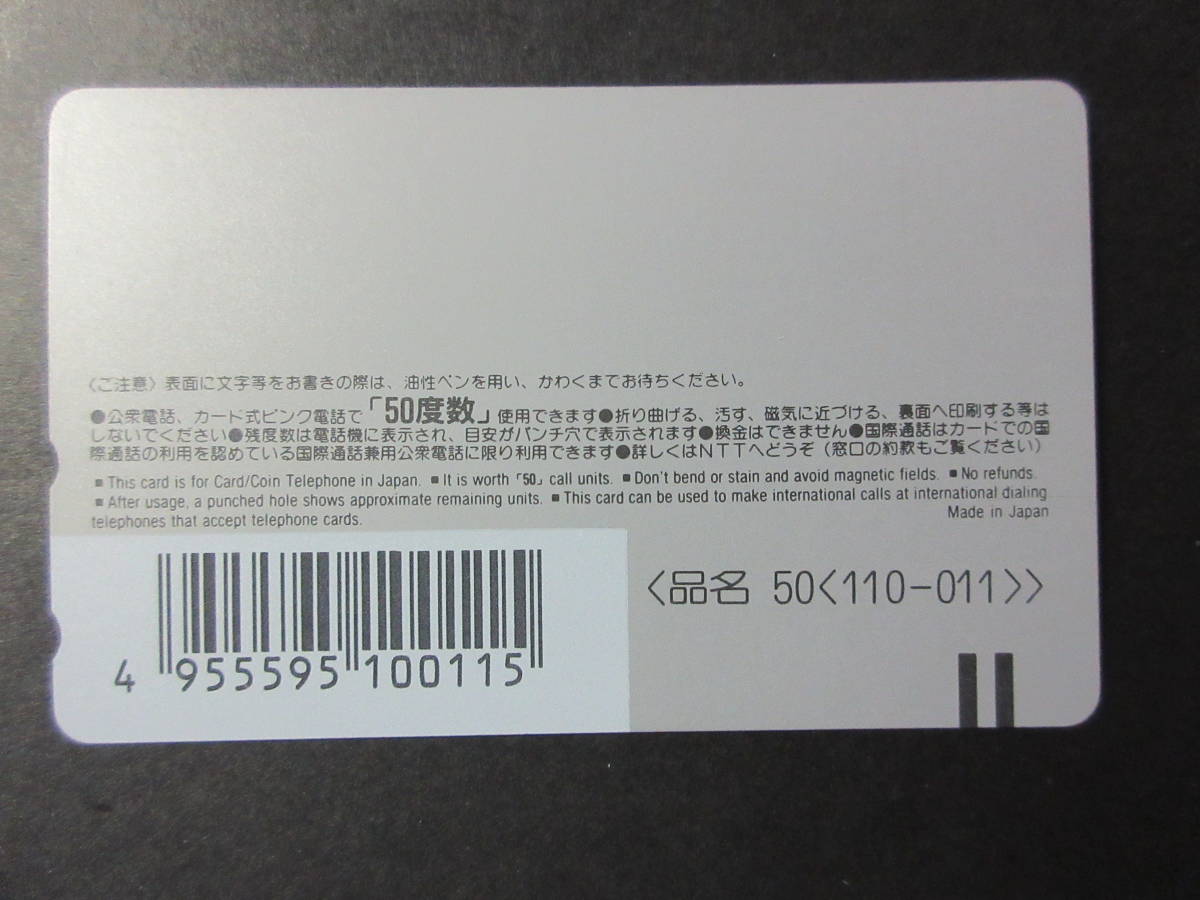 〈ご注意〉表面に文字等をお書きの際は、油性ペンを用い、かわくまでお待ちください。
●公衆電話、カード式ピンク電話で「50度数」使用できます●折り曲げる、汚す、磁気に近づける、裏面へ印刷する等は
しないでください●残度数は電話機に表示され、目安がパンチ穴で表示されます●換金はできません●国際通話はカードでの国
際通話の利用を認めている国際通話兼用公衆電話に限り利用できます●詳しくはNTTへどうぞ（窓口の約款もご覧ください）
■This card is for Card/Coin Telephone in Japan. ■It is worth「50」call units. ■Don't bend or stain and avoid magnetic fields. ■No refunds.
■After usage, a punched hole shows approximate remaining units. ■This card can be used to make international calls at international dialing
telephones that accept telephone cards.
Made in Japan
〈品名 50〈110-011〉〉
4 955595 100115